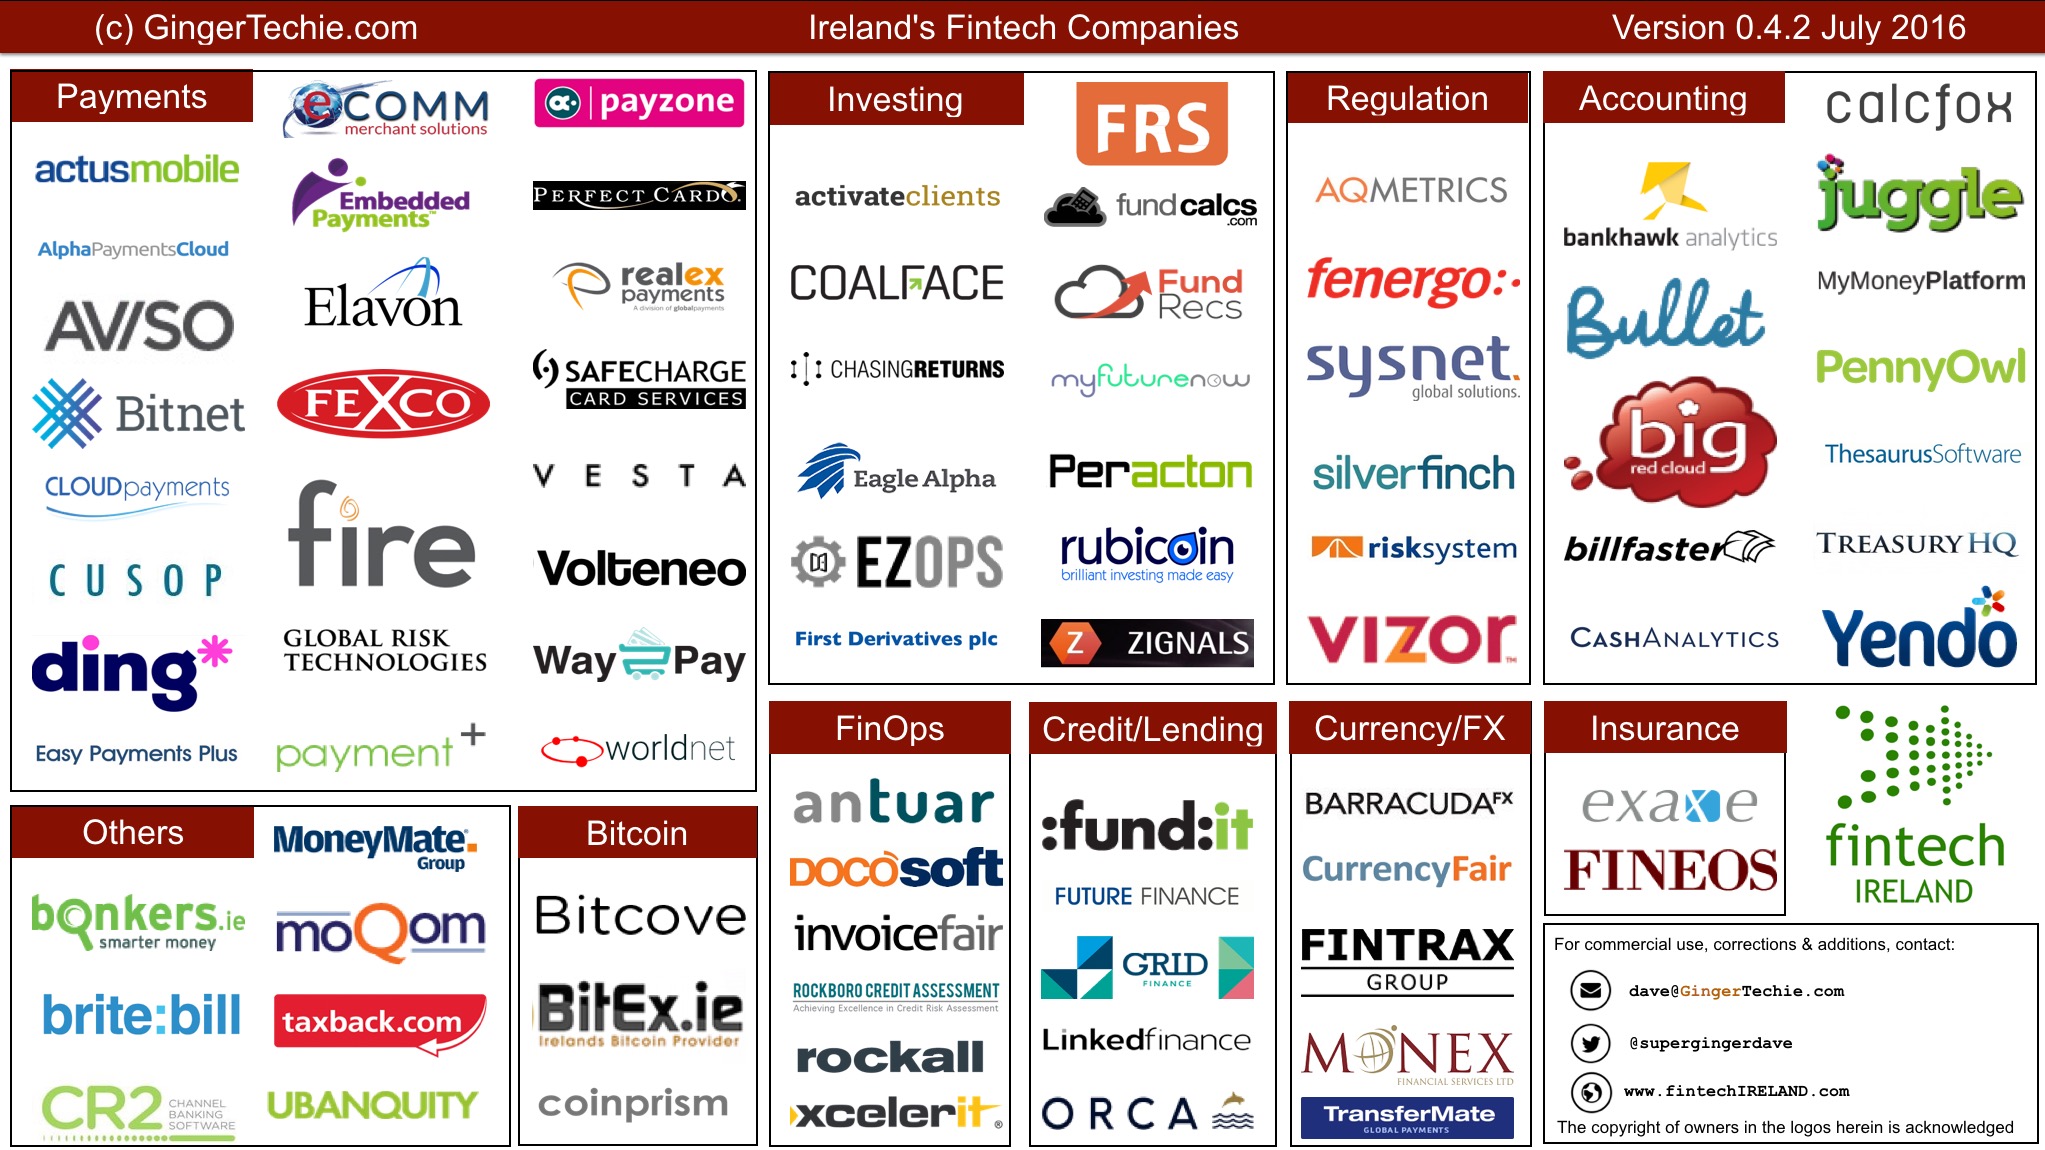 (c) GingerTechie.com
Ireland's Fintech Companies
Version 0.4.2 July 2016
Payments
actusmobile
AlphaPaymentsCloud
AVISO
Bitnet
CLOUDpayments
CUSOP
ding*
Easy Payments Plus
eCOMM
merchant solutions
Embedded
Payments™
Elavon
FEXCO
fire
GLOBAL RISK
TECHNOLOGIES
payment+
payzone
PERFECT CARD
realex
payments
A division of globalpayments
SAFECHARGE
CARD SERVICES
VESTA
Volteneo
Way Pay
worldnet
Investing
activateclients
COALFACE
CHASINGRETURNS
Eagle Alpha
EZOPS
First Derivatives plc
FRS
fundcalcs
.com
Fund
Recs
myfuturenow
Peracton
rubicoin
brilliant investing made easy
Z ZIGNALS
Regulation
AQMETRICS
fenergo
sysnet.
global solutions.
silverfinch
risksystem
VIZOR™
Accounting
bankhawk analytics
Bullet
big
red cloud
billfaster
CASHANALYTICS
calcfox
juggle
MyMoneyPlatform
PennyOwl
ThesaurusSoftware
TREASURY HQ
Yendo
Others
bonkers.ie
smarter money
brite:bill
CR2 CHANNEL
BANKING
SOFTWARE
MoneyMate
Group
moQom
taxback.com
UBANQUITY
Bitcoin
Bitcove
BitEx.ie
Irelands Bitcoin Provider
coinprism
FinOps
antuar
DOCOsoft
invoicefair
ROCKBORO CREDIT ASSESSMENT
Achieving Excellence in Credit Risk Assessment
rockall
xcelerit®
Credit/Lending
:fund:it
FUTURE FINANCE
GRID
FINANCE
Linkedfinance
ORCA
Currency/FX
BARRACUDAFX
CurrencyFair
FINTRAX
GROUP
MONEX
FINANCIAL SERVICES LTD
TransferMate
GLOBAL PAYMENTS
Insurance
exaxe
FINEOS
fintech
IRELAND
For commercial use, corrections & additions, contact:
dave@GingerTechie.com
@supergingerdave
www.fintechIRELAND.com
The copyright of owners in the logos herein is acknowledged